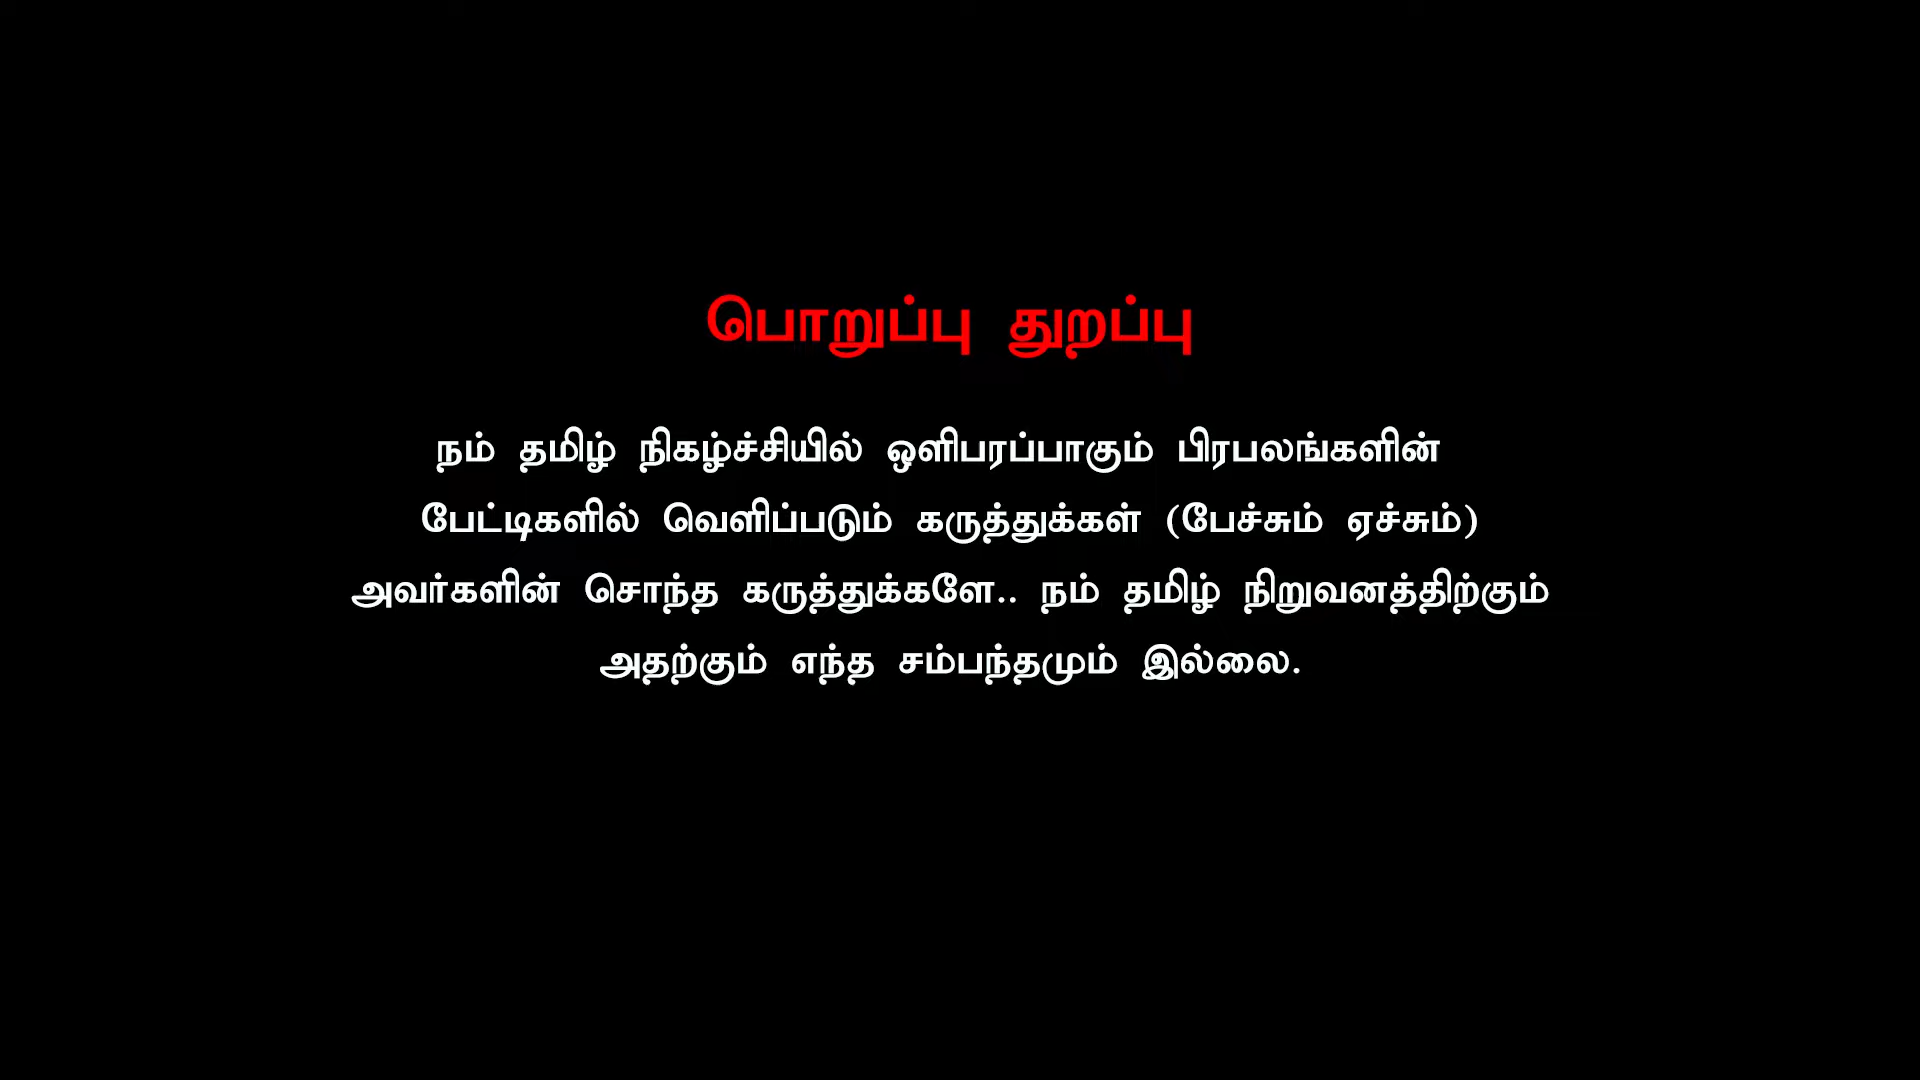 பொறுப்பு துறப்பு
நம் தமிழ் நிகழ்ச்சியில் ஒளிபரப்பாகும் பிரபலங்களின்
பேட்டிகளில் வெளிப்படும் கருத்துக்கள் (பேச்சும் ஏச்சும்)
அவர்களின் சொந்த கருத்துக்களே.. நம் தமிழ் நிறுவனத்திற்கும்
அதற்கும் எந்த சம்பந்தமும் இல்லை.